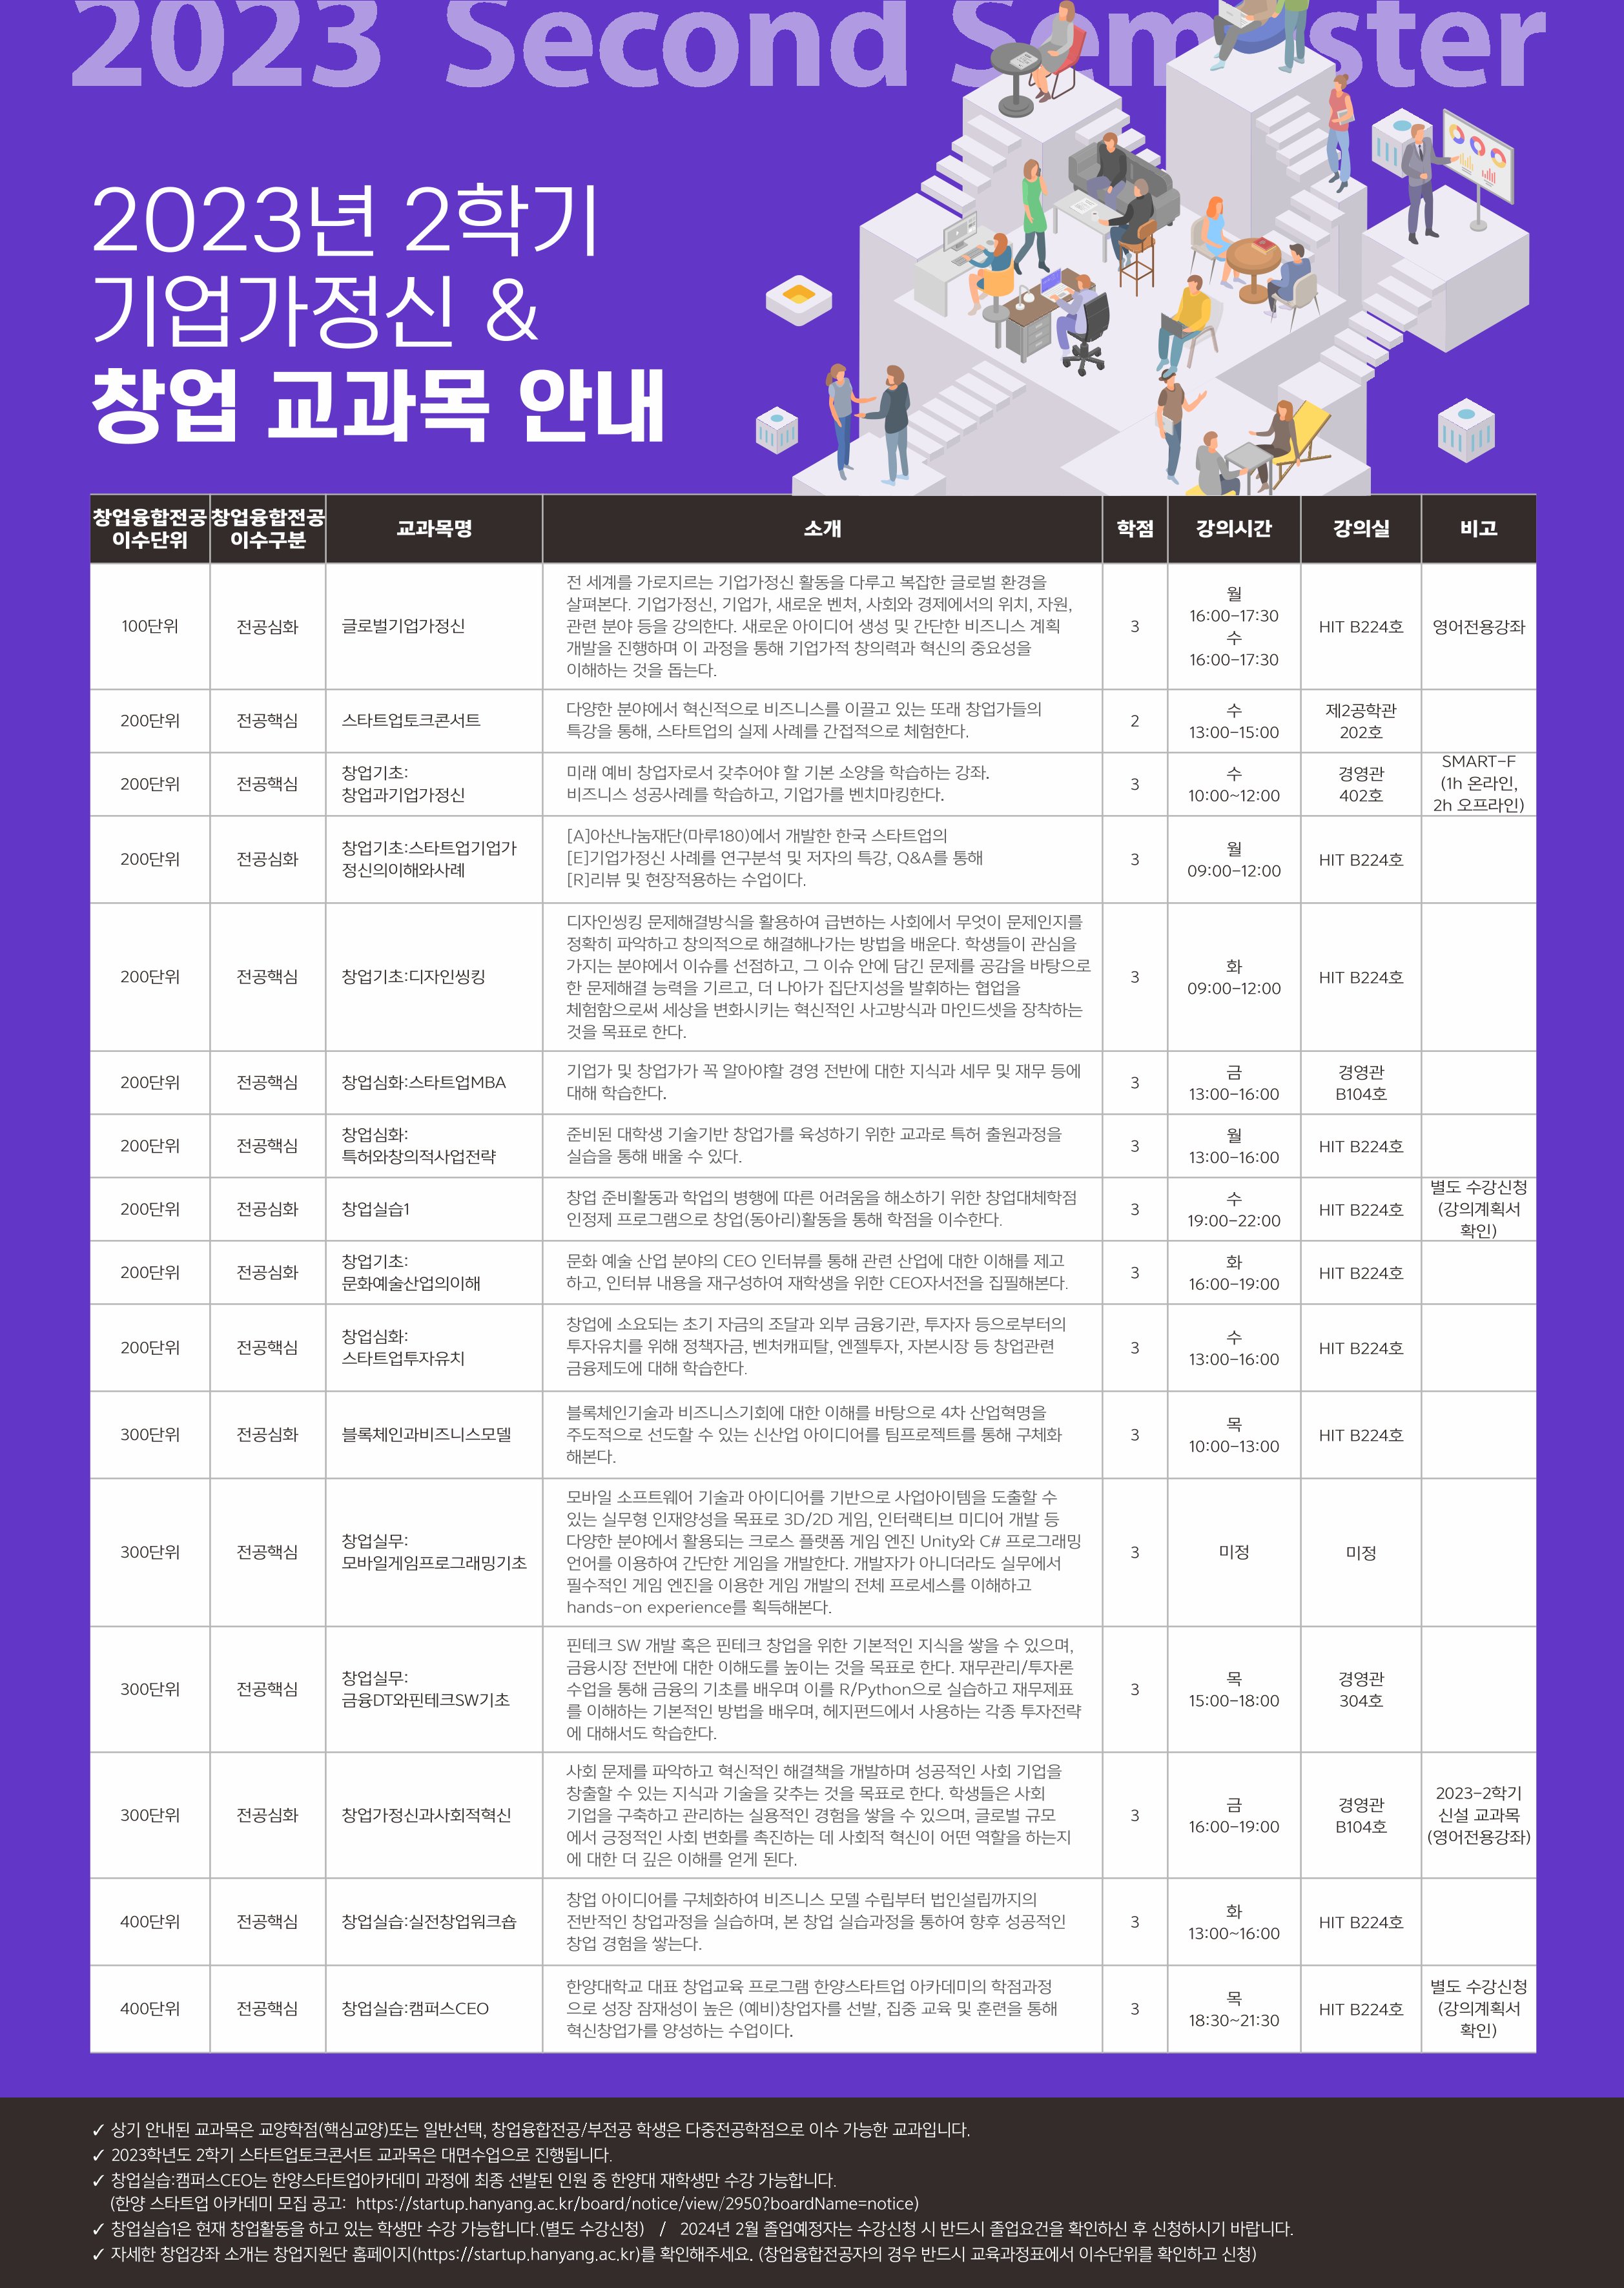 2023 Second Semester
2023년 2학기
기업가정신 &
창업 교과목 안내
창업융합전공
이수단위
창업융합전공
이수구분
교과목명
소개
학점
강의시간
강의실
비고
100단위
전공심화
글로벌기업가정신
전 세계를 가로지르는 기업가정신 활동을 다루고 복잡한 글로벌 환경을
살펴본다. 기업가정신, 기업가, 새로운 벤처, 사회와 경제에서의 위치, 자원,
관련 분야 등을 강의한다. 새로운 아이디어 생성 및 간단한 비즈니스 계획
개발을 진행하며 이 과정을 통해 기업가적 창의력과 혁신의 중요성을
이해하는 것을 돕는다.
3
월
16:00-17:30
수
16:00-17:30
HIT B224호
영어전용강좌
200단위
전공핵심
스타트업토크콘서트
다양한 분야에서 혁신적으로 비즈니스를 이끌고 있는 또래 창업가들의
특강을 통해, 스타트업의 실제 사례를 간접적으로 체험한다.
2
수
13:00-15:00
제2공학관
202호
200단위
전공핵심
창업기초:
창업과기업가정신
미래 예비 창업자로서 갖추어야 할 기본 소양을 학습하는 강좌.
비즈니스 성공사례를 학습하고, 기업가를 벤치마킹한다.
3
수
10:00~12:00
경영관
402호
SMART-F
(1h 온라인,
2h 오프라인)
200단위
전공심화
창업기초:스타트업기업가
정신의이해와사례
[A]아산나눔재단(마루180)에서 개발한 한국 스타트업의
[E]기업가정신 사례를 연구분석 및 저자의 특강, Q&A를 통해
[R]리뷰 및 현장적용하는 수업이다.
3
월
09:00-12:00
HIT B224호
200단위
전공핵심
창업기초:디자인씽킹
디자인씽킹 문제해결방식을 활용하여 급변하는 사회에서 무엇이 문제인지를
정확히 파악하고 창의적으로 해결해나가는 방법을 배운다. 학생들이 관심을
가지는 분야에서 이슈를 선점하고, 그 이슈 안에 담긴 문제를 공감을 바탕으로
한 문제해결 능력을 기르고, 더 나아가 집단지성을 발휘하는 협업을
체험함으로써 세상을 변화시키는 혁신적인 사고방식과 마인드셋을 장착하는
것을 목표로 한다.
3
화
09:00-12:00
HIT B224호
200단위
전공핵심
창업심화:스타트업MBA
기업가 및 창업가가 꼭 알아야할 경영 전반에 대한 지식과 세무 및 재무 등에
대해 학습한다.
3
금
13:00-16:00
경영관
B104호
200단위
전공핵심
창업심화:
특허와창의적사업전략
준비된 대학생 기술기반 창업가를 육성하기 위한 교과로 특허 출원과정을
실습을 통해 배울 수 있다.
3
월
13:00-16:00
HIT B224호
200단위
전공심화
창업실습1
창업 준비활동과 학업의 병행에 따른 어려움을 해소하기 위한 창업대체학점
인정제 프로그램으로 창업(동아리)활동을 통해 학점을 이수한다.
3
수
19:00-22:00
HIT B224호
별도 수강신청
(강의계획서
확인)
200단위
전공심화
창업기초:
문화예술산업의이해
문화 예술 산업 분야의 CEO 인터뷰를 통해 관련 산업에 대한 이해를 제고
하고, 인터뷰 내용을 재구성하여 재학생을 위한 CEO자서전을 집필해본다.
3
화
16:00-19:00
HIT B224호
200단위
전공핵심
창업심화:
스타트업투자유치
창업에 소요되는 초기 자금의 조달과 외부 금융기관, 투자자 등으로부터의
투자유치를 위해 정책자금, 벤처캐피탈, 엔젤투자, 자본시장 등 창업관련
금융제도에 대해 학습한다.
3
수
13:00-16:00
HIT B224호
300단위
전공심화
블록체인과비즈니스모델
블록체인기술과 비즈니스기회에 대한 이해를 바탕으로 4차 산업혁명을
주도적으로 선도할 수 있는 신산업 아이디어를 팀프로젝트를 통해 구체화
해본다.
3
목
10:00-13:00
HIT B224호
300단위
전공핵심
창업실무:
모바일게임프로그래밍기초
모바일 소프트웨어 기술과 아이디어를 기반으로 사업아이템을 도출할 수
있는 실무형 인재양성을 목표로 3D/2D 게임, 인터랙티브 미디어 개발 등
다양한 분야에서 활용되는 크로스 플랫폼 게임 엔진 Unity와 C# 프로그래밍
언어를 이용하여 간단한 게임을 개발한다. 개발자가 아니더라도 실무에서
필수적인 게임 엔진을 이용한 게임 개발의 전체 프로세스를 이해하고
hands-on experience를 획득해본다.
3
미정
미정
300단위
전공핵심
창업실무:
금융DT와핀테크SW기초
핀테크 SW 개발 혹은 핀테크 창업을 위한 기본적인 지식을 쌓을 수 있으며,
금융시장 전반에 대한 이해도를 높이는 것을 목표로 한다. 재무관리/투자론
수업을 통해 금융의 기초를 배우며 이를 R/Python으로 실습하고 재무제표
를 이해하는 기본적인 방법을 배우며, 헤지펀드에서 사용하는 각종 투자전략
에 대해서도 학습한다.
3
목
15:00-18:00
경영관
304호
300단위
전공심화
창업가정신과사회적혁신
사회 문제를 파악하고 혁신적인 해결책을 개발하며 성공적인 사회 기업을
창출할 수 있는 지식과 기술을 갖추는 것을 목표로 한다. 학생들은 사회
기업을 구축하고 관리하는 실용적인 경험을 쌓을 수 있으며, 글로벌 규모
에서 긍정적인 사회 변화를 촉진하는 데 사회적 혁신이 어떤 역할을 하는지
에 대한 더 깊은 이해를 얻게 된다.
3
금
16:00-19:00
경영관
B104호
2023-2학기
신설 교과목
(영어전용강좌)
400단위
전공핵심
창업실습:실전창업워크숍
창업 아이디어를 구체화하여 비즈니스 모델 수립부터 법인설립까지의
전반적인 창업과정을 실습하며, 본 창업 실습과정을 통하여 향후 성공적인
창업 경험을 쌓는다.
3
화
13:00~16:00
HIT B224호
400단위
전공핵심
창업실습:캠퍼스CEO
한양대학교 대표 창업교육 프로그램 한양스타트업 아카데미의 학점과정
으로 성장 잠재성이 높은 (예비)창업자를 선발, 집중 교육 및 훈련을 통해
혁신창업가를 양성하는 수업이다.
3
목
18:30~21:30
HIT B224호
별도 수강신청
(강의계획서
확인)
✓ 상기 안내된 교과목은 교양학점(핵심교양)또는 일반선택, 창업융합전공/부전공 학생은 다중전공학점으로 이수 가능한 교과입니다.
✓ 2023학년도 2학기 스타트업토크콘서트 교과목은 대면수업으로 진행됩니다.
✓ 창업실습:캠퍼스CEO는 한양스타트업아카데미 과정에 최종 선발된 인원 중 한양대 재학생만 수강 가능합니다.
(한양 스타트업 아카데미 모집 공고: https://startup.hanyang.ac.kr/board/notice/view/2950?boardName=notice)
✓ 창업실습1은 현재 창업활동을 하고 있는 학생만 수강 가능합니다.(별도 수강신청) / 2024년 2월 졸업예정자는 수강신청 시 반드시 졸업요건을 확인하신 후 신청하시기 바랍니다.
✓ 자세한 창업강좌 소개는 창업지원단 홈페이지(https://startup.hanyang.ac.kr)를 확인해주세요. (창업융합전공자의 경우 반드시 교육과정표에서 이수단위를 확인하고 신청)